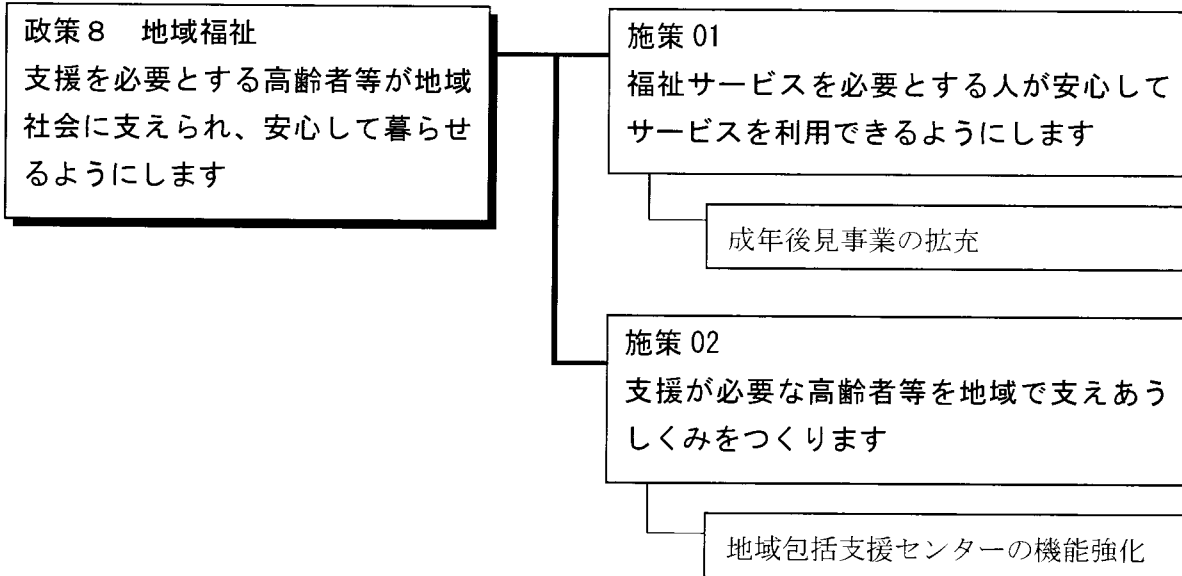 政策８　地域福祉
支援を必要とする高齢者等が地域
社会に支えられ、安心して暮らせ
るようにします
施策 01
福祉サービスを必要とする人が安心して
サービスを利用できるようにします
成年後見事業の拡充
施策 02
支援が必要な高齢者等を地域で支えあう
しくみをつくります
地域包括支援センターの機能強化